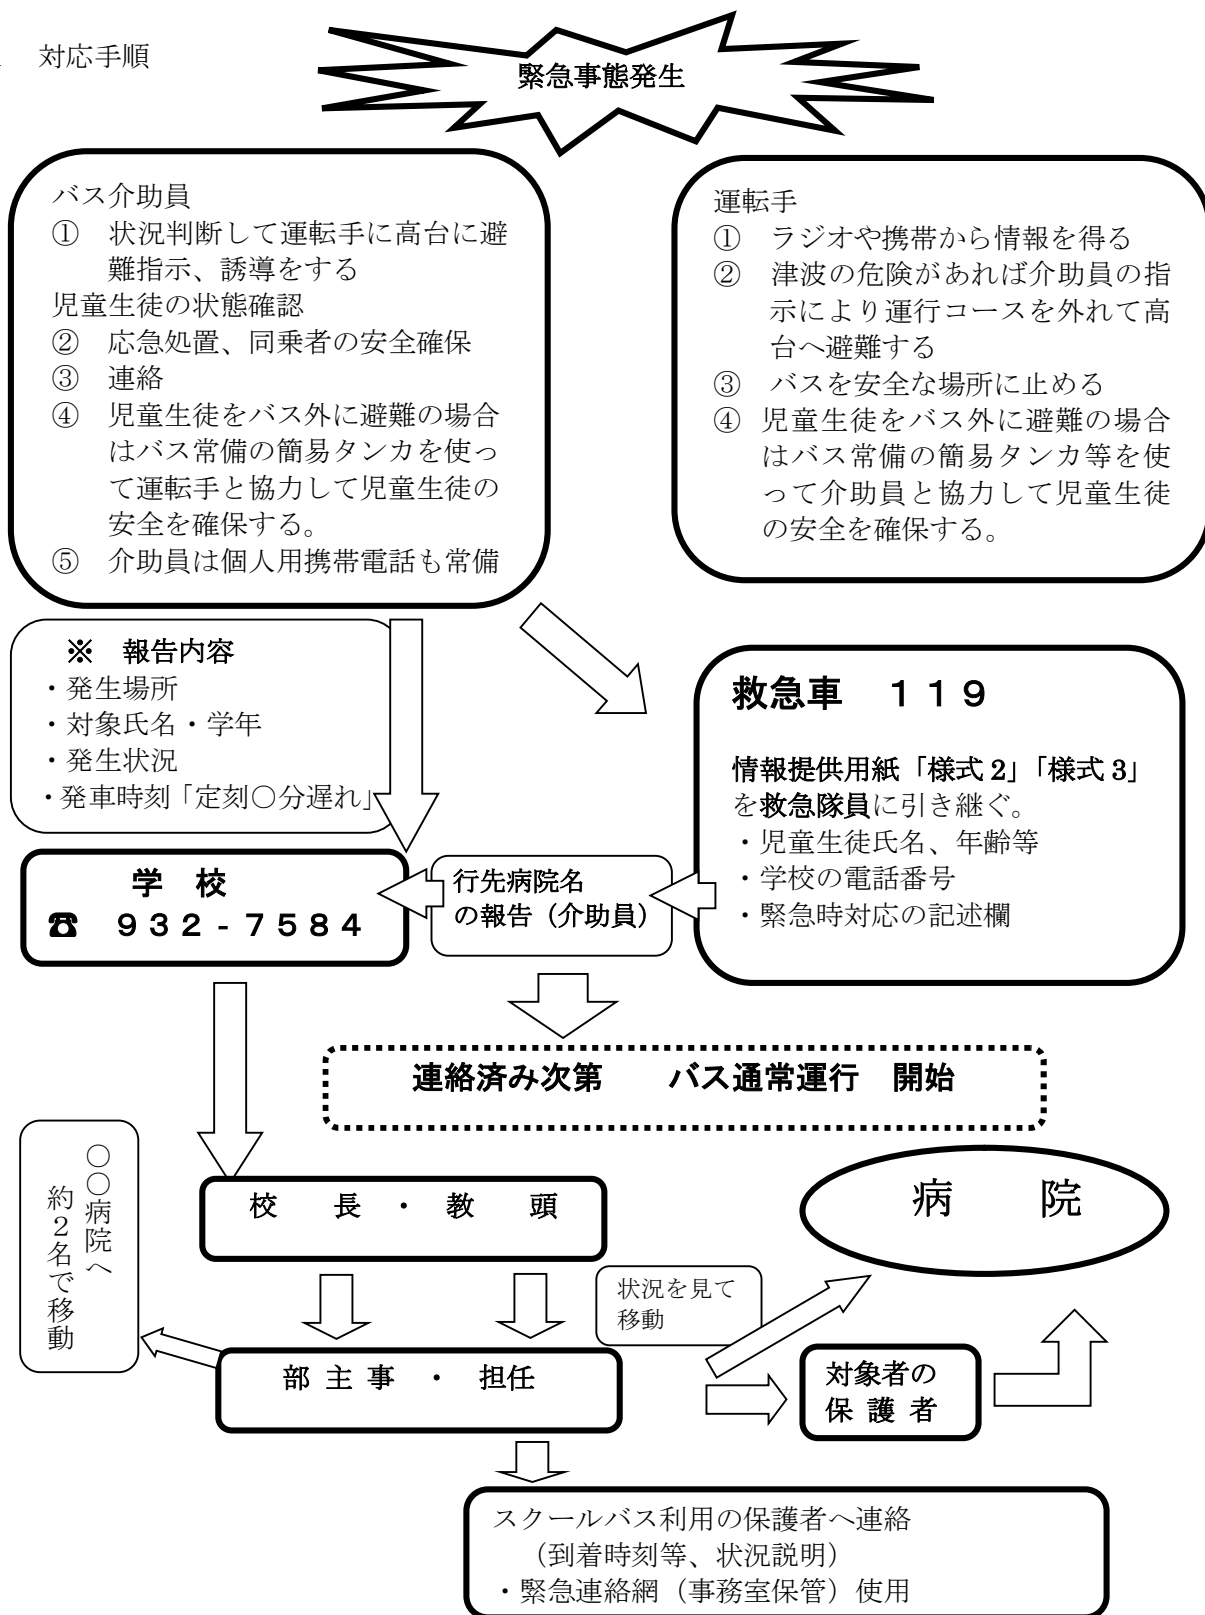 対応手順
緊急事態発生
バス介助員
① 状況判断して運転手に高台に避
難指示、誘導をする
児童生徒の状態確認
② 応急処置、同乗者の安全確保
③ 連絡
④ 児童生徒をバス外に避難の場合
はバス常備の簡易タンカを使っ
て運転手と協力して児童生徒の
安全を確保する。
⑤ 介助員は個人用携帯電話も常備
運転手
① ラジオや携帯から情報を得る
② 津波の危険があれば介助員の指
示により運行コースを外れて高
台へ避難する
③ バスを安全な場所に止める
④ 児童生徒をバス外に避難の場合
はバス常備の簡易タンカ等を使
って介助員と協力して児童生徒
の安全を確保する。
※ 報告内容
・発生場所
・対象氏名・学年
・発生状況
・発車時刻「定刻○分遅れ」
救急車 １１９
情報提供用紙「様式２」「様式３」
を救急隊員に引き継ぐ。
・児童生徒氏名、年齢等
・学校の電話番号
・緊急時対応の記述欄
学 校
☎ ９３２-７５８４
行先病院名
の報告（介助員）
連絡済み次第 バス通常運行 開始
○○病院へ
約２名で移動
校 長 ・ 教 頭
病 院
状況を見て
移動
部 主 事 ・ 担任
対象者の
保 護 者
スクールバス利用の保護者へ連絡
（到着時刻等、状況説明）
・緊急連絡網（事務室保管）使用